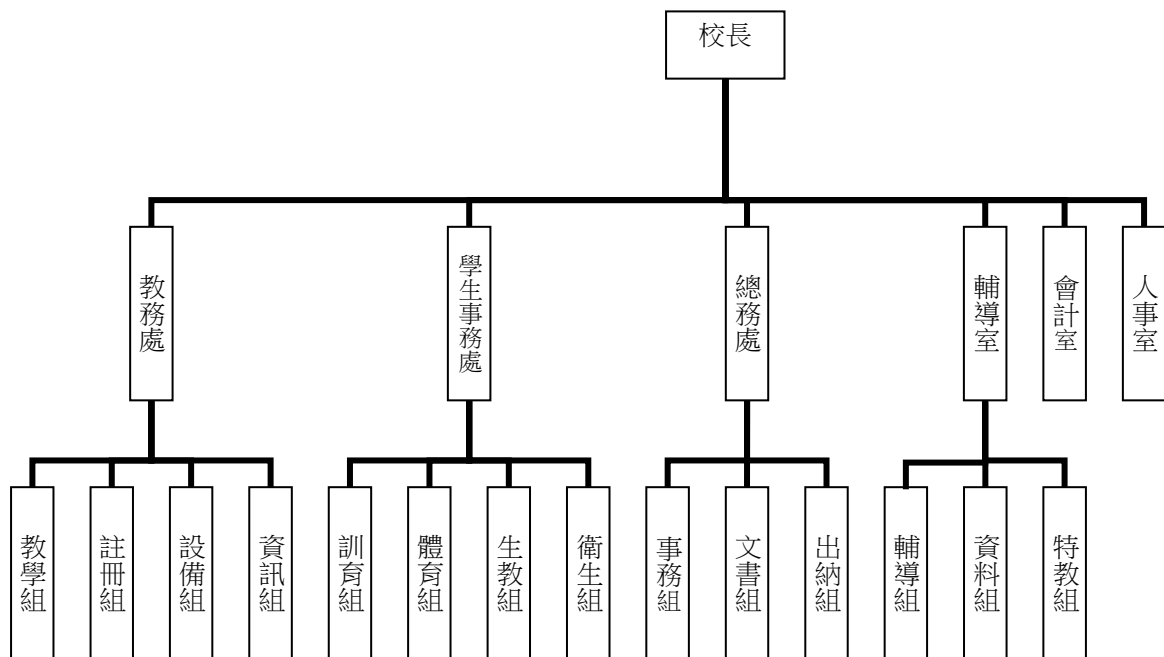 校長
教務處
學生事務處
總務處
輔導室
會計室
人事室
教學組
註冊組
設備組
資訊組
訓育組
體育組
生教組
衛生組
事務組
文書組
出納組
輔導組
資料組
特教組